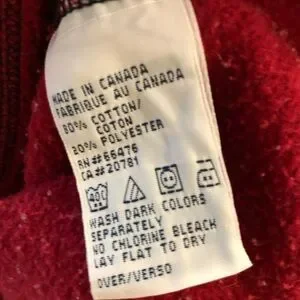 MADE IN CANADA
FABRIQUE AU CANADA
80% COTTON/
COTON
20% POLYESTER
RN#66476
CA#20781
40
WASH DARK COLORS
SEPARATELY
NO CHLORINE BLEACH
LAY FLAT TO DRY
OVER/VERSO